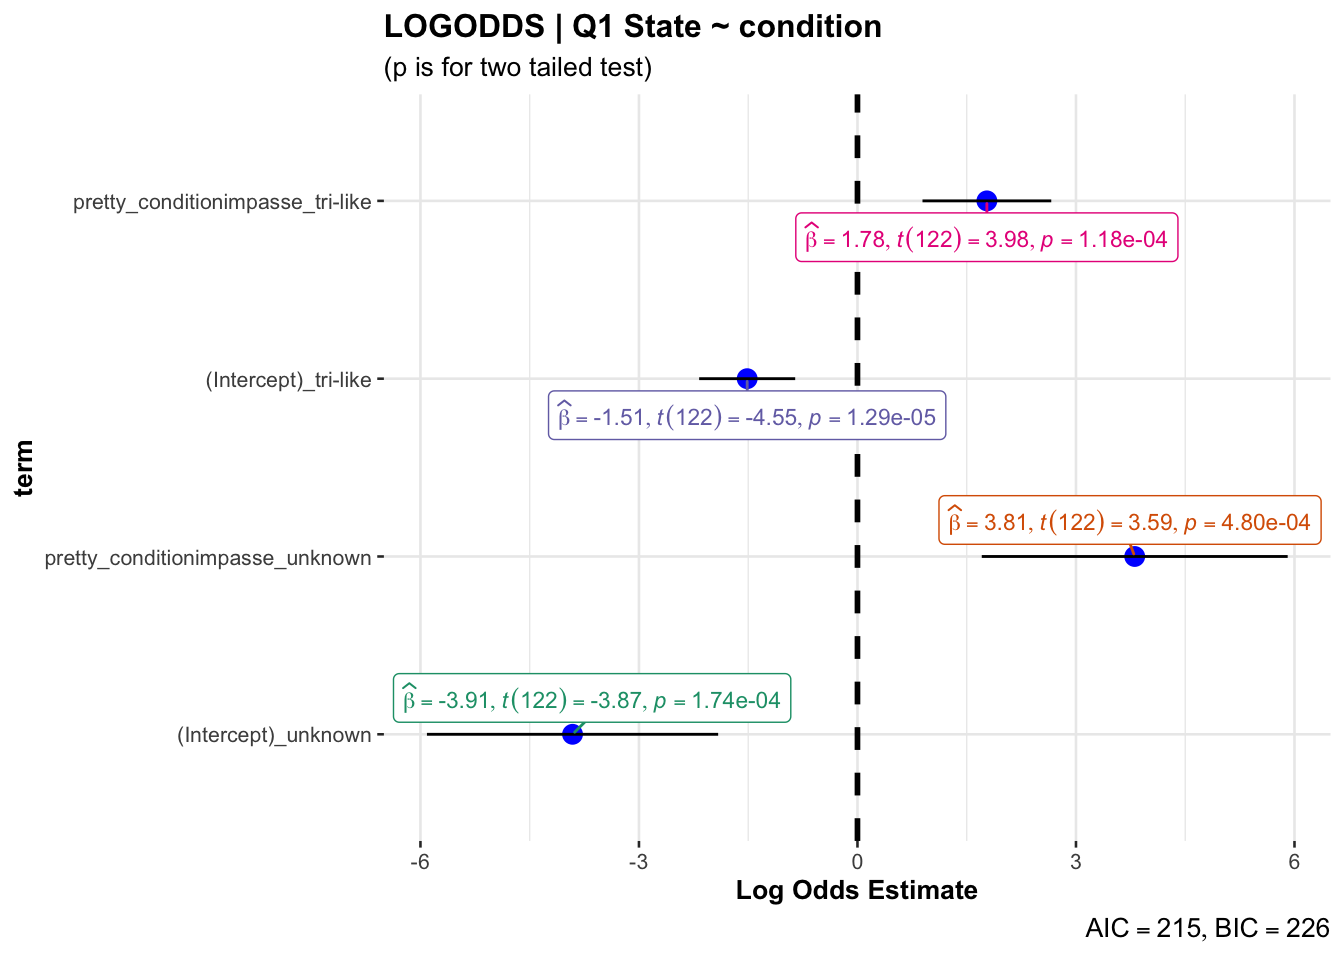 LOGODDS | Q1 State ~ condition
(p is for two tailed test)
pretty_conditionimpasse_tri-like
β̂ = 1.78, t(122) = 3.98, p = 1.18e-04
(Intercept)_tri-like
β̂ = -1.51, t(122) = -4.55, p = 1.29e-05
term
β̂ = 3.81, t(122) = 3.59, p = 4.80e-04
pretty_conditionimpasse_unknown
β̂ = -3.91, t(122) = -3.87, p = 1.74e-04
(Intercept)_unknown
-6 -3 0 3 6
Log Odds Estimate
AIC = 215, BIC = 226